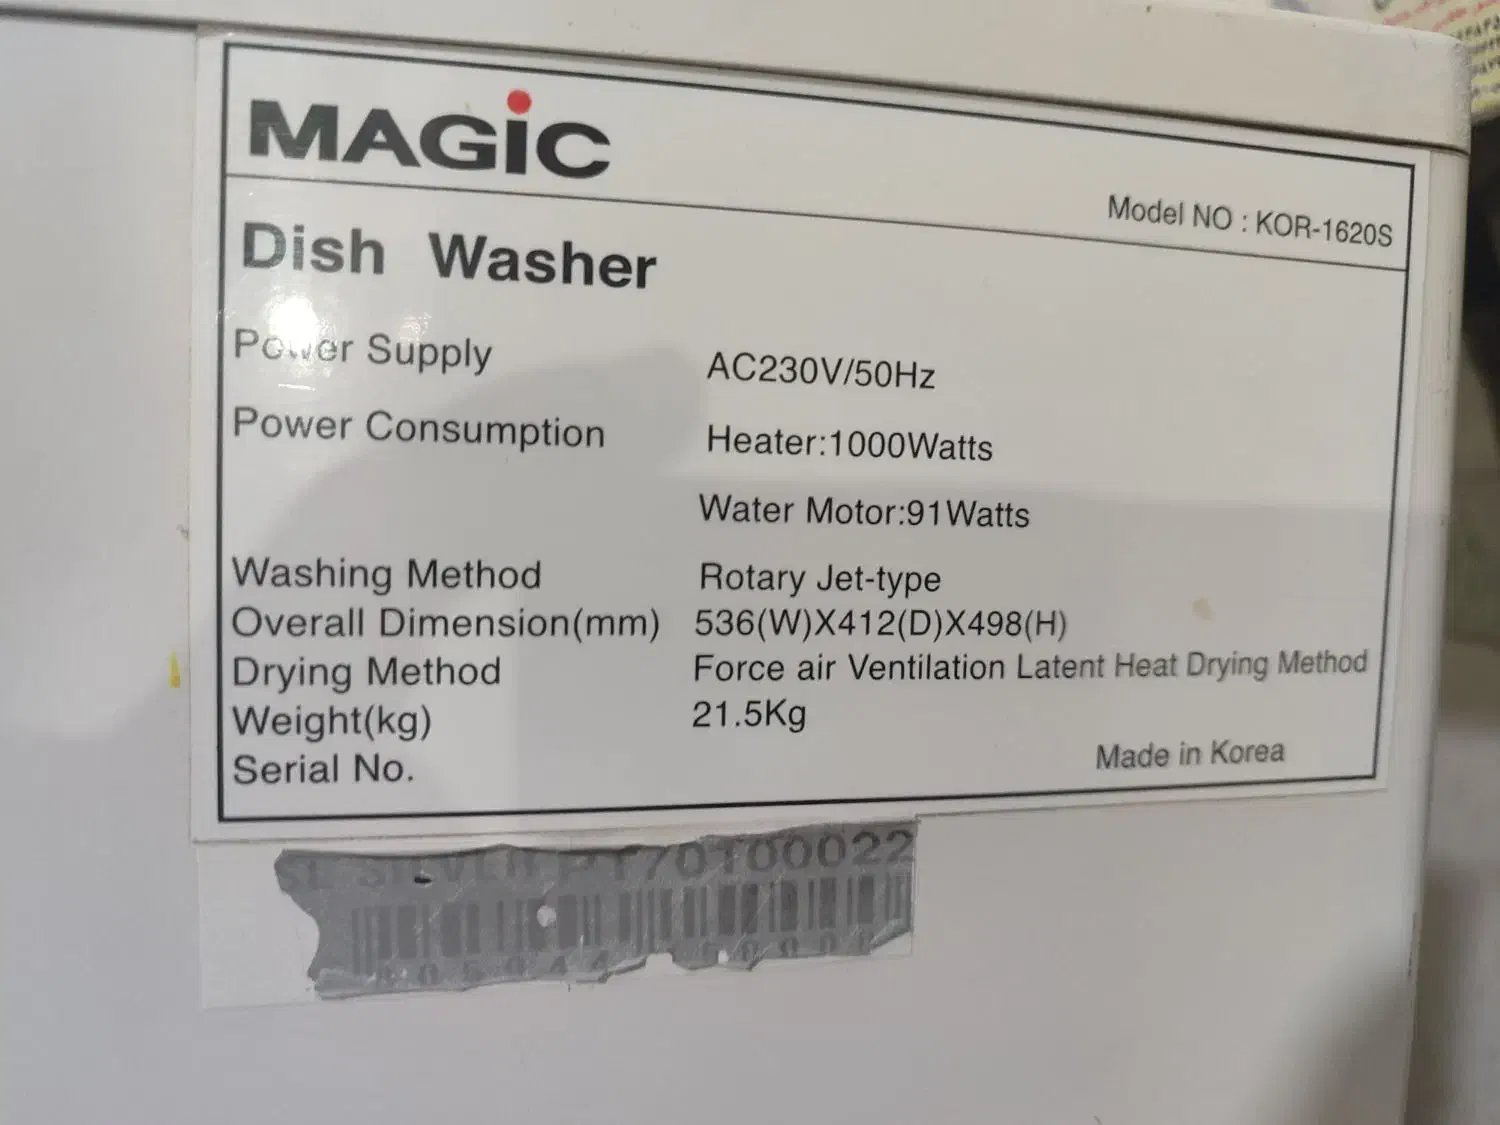 MAGiC
Model NO : KOR-1620S
Dish Washer
Power Supply AC230V/50Hz
Power Consumption Heater:1000Watts
Water Motor:91Watts
Washing Method Rotary Jet-type
Overall Dimension(mm) 536(W)X412(D)X498(H)
Drying Method Force air Ventilation Latent Heat Drying Method
Weight(kg) 21.5Kg
Serial No.
Made in Korea
SILVER